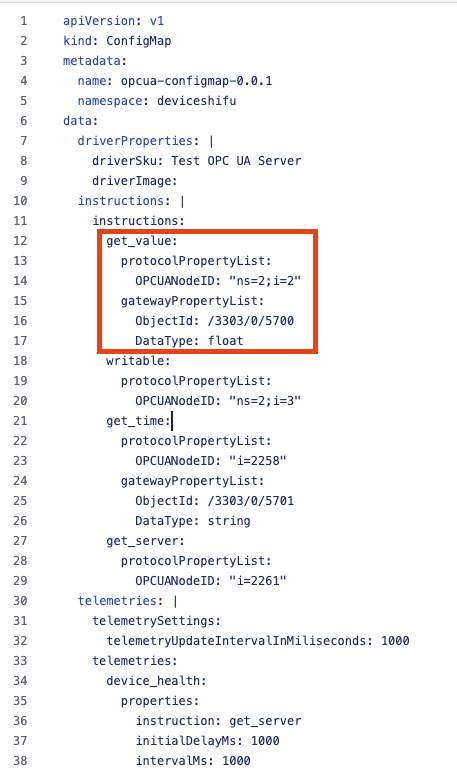 1 apiVersion: v1
2 kind: ConfigMap
3 metadata:
4 name: opcua-configmap-0.0.1
5 namespace: deviceshifu
6 data:
7 driverProperties: |
8 driverSku: Test OPC UA Server
9 driverImage:
10 instructions: |
11 instructions:
12 get_value:
13 protocolPropertyList:
14 OPCUANodeID: "ns=2;i=2"
15 gatewayPropertyList:
16 ObjectId: /3303/0/5700
17 DataType: float
18 writable:
19 protocolPropertyList:
20 OPCUANodeID: "ns=2;i=3"
21 get_time:
22 protocolPropertyList:
23 OPCUANodeID: "i=2258"
24 gatewayPropertyList:
25 ObjectId: /3303/0/5701
26 DataType: string
27 get_server:
28 protocolPropertyList:
29 OPCUANodeID: "i=2261"
30 telemetries: |
31 telemetrySettings:
32 telemetryUpdateIntervalInMiliseconds: 1000
33 telemetries:
34 device_health:
35 properties:
36 instruction: get_server
37 initialDelayMs: 1000
38 intervalMs: 1000